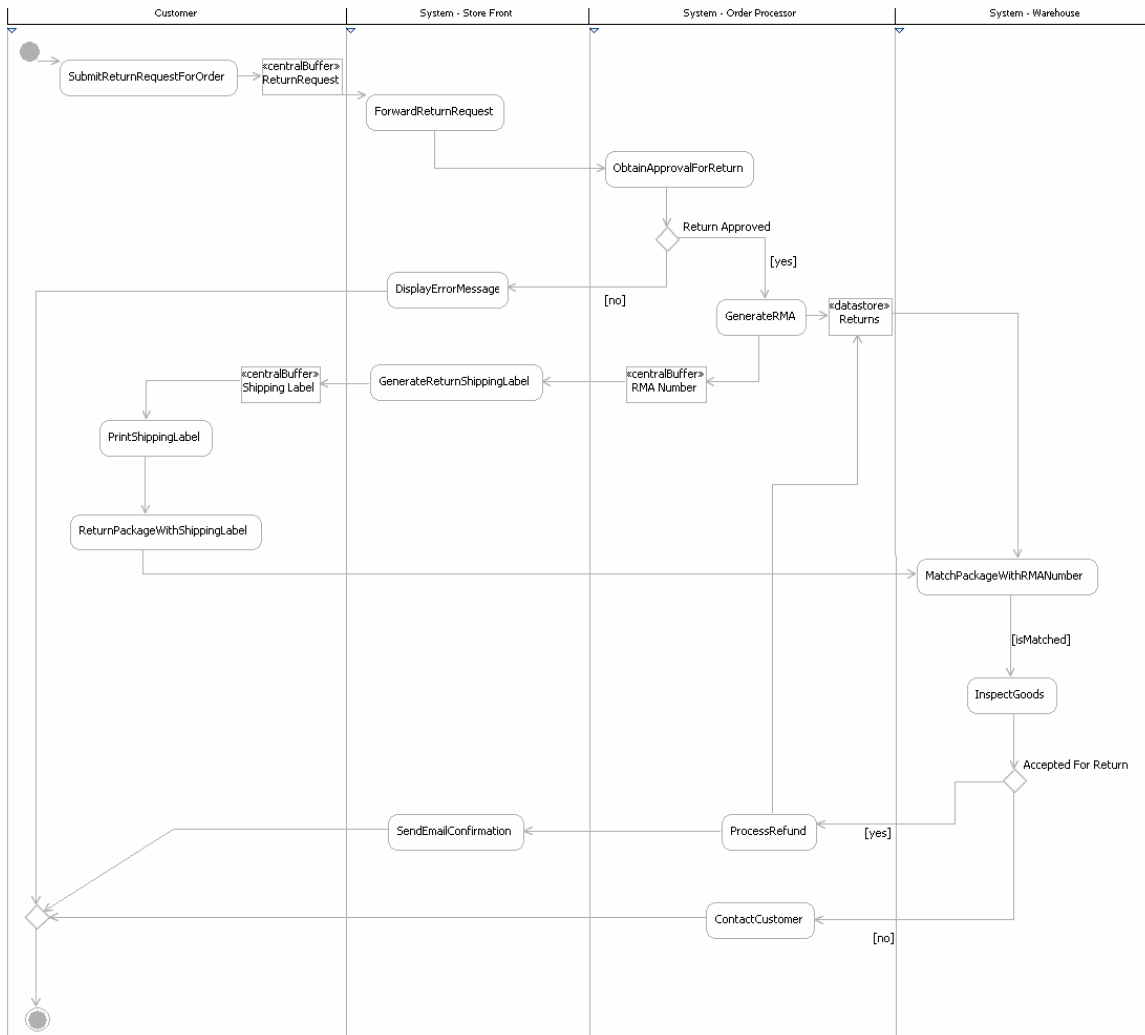 Customer
System - Store Front
System - Order Processor
System - Warehouse
SubmitReturnRequestForOrder
«centralBuffer»
ReturnRequest
ForwardReturnRequest
ObtainApprovalForReturn
Return Approved
[yes]
[no]
DisplayErrorMessage
GenerateRMA
«datastore»
Returns
«centralBuffer»
Shipping Label
GenerateReturnShippingLabel
«centralBuffer»
RMA Number
PrintShippingLabel
ReturnPackageWithShippingLabel
MatchPackageWithRMANumber
[isMatched]
InspectGoods
Accepted For Return
[yes]
ProcessRefund
SendEmailConfirmation
ContactCustomer
[no]